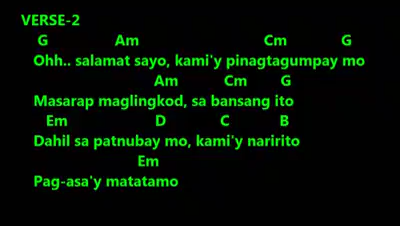 VERSE-2
G Am Cm G
Ohh.. salamat sayo, kami'y pinagtagumpay mo
Am Cm G
Masarap maglingkod, sa bansang ito
Em D C B
Dahil sa patnubay mo, kami'y naririto
Em
Pag-asa'y matatamo